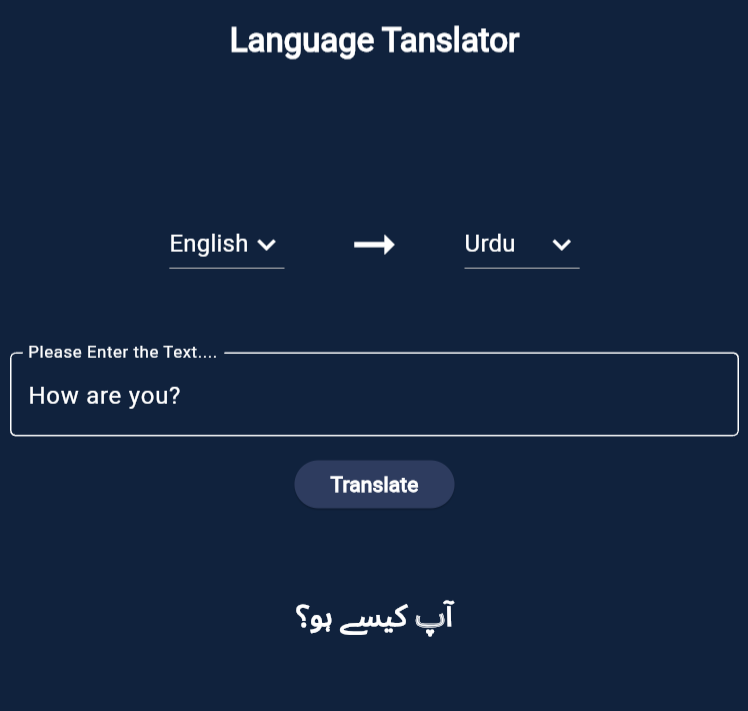 Language Tanslator
English
Urdu
Please Enter the Text....
How are you?
Translate
آپ کیسے ہو؟